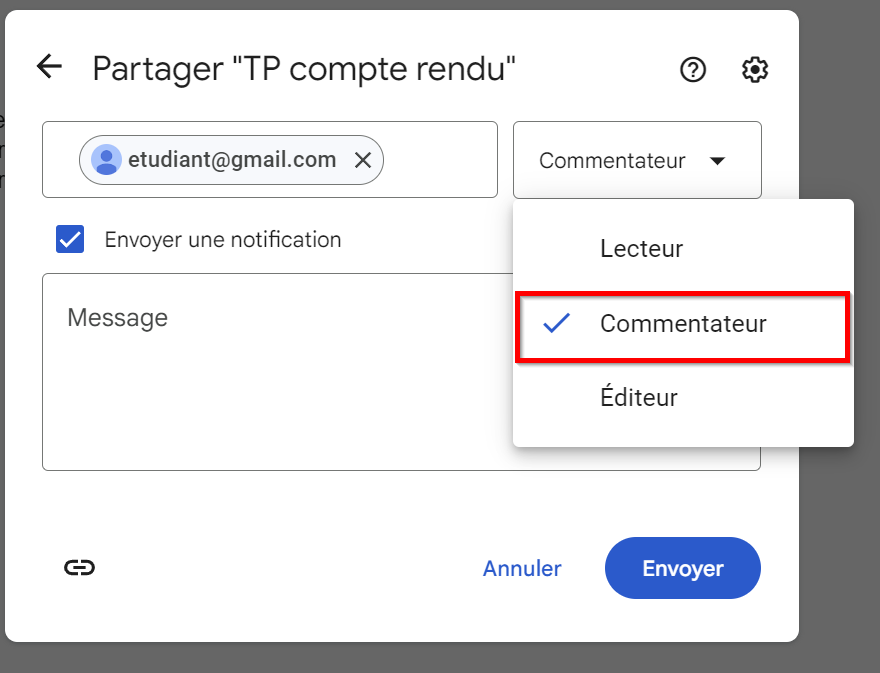 Partager "TP compte rendu"
etudiant@gmail.com
Commentateur
Envoyer une notification
Lecteur
Message
Commentateur
Éditeur
Annuler
Envoyer